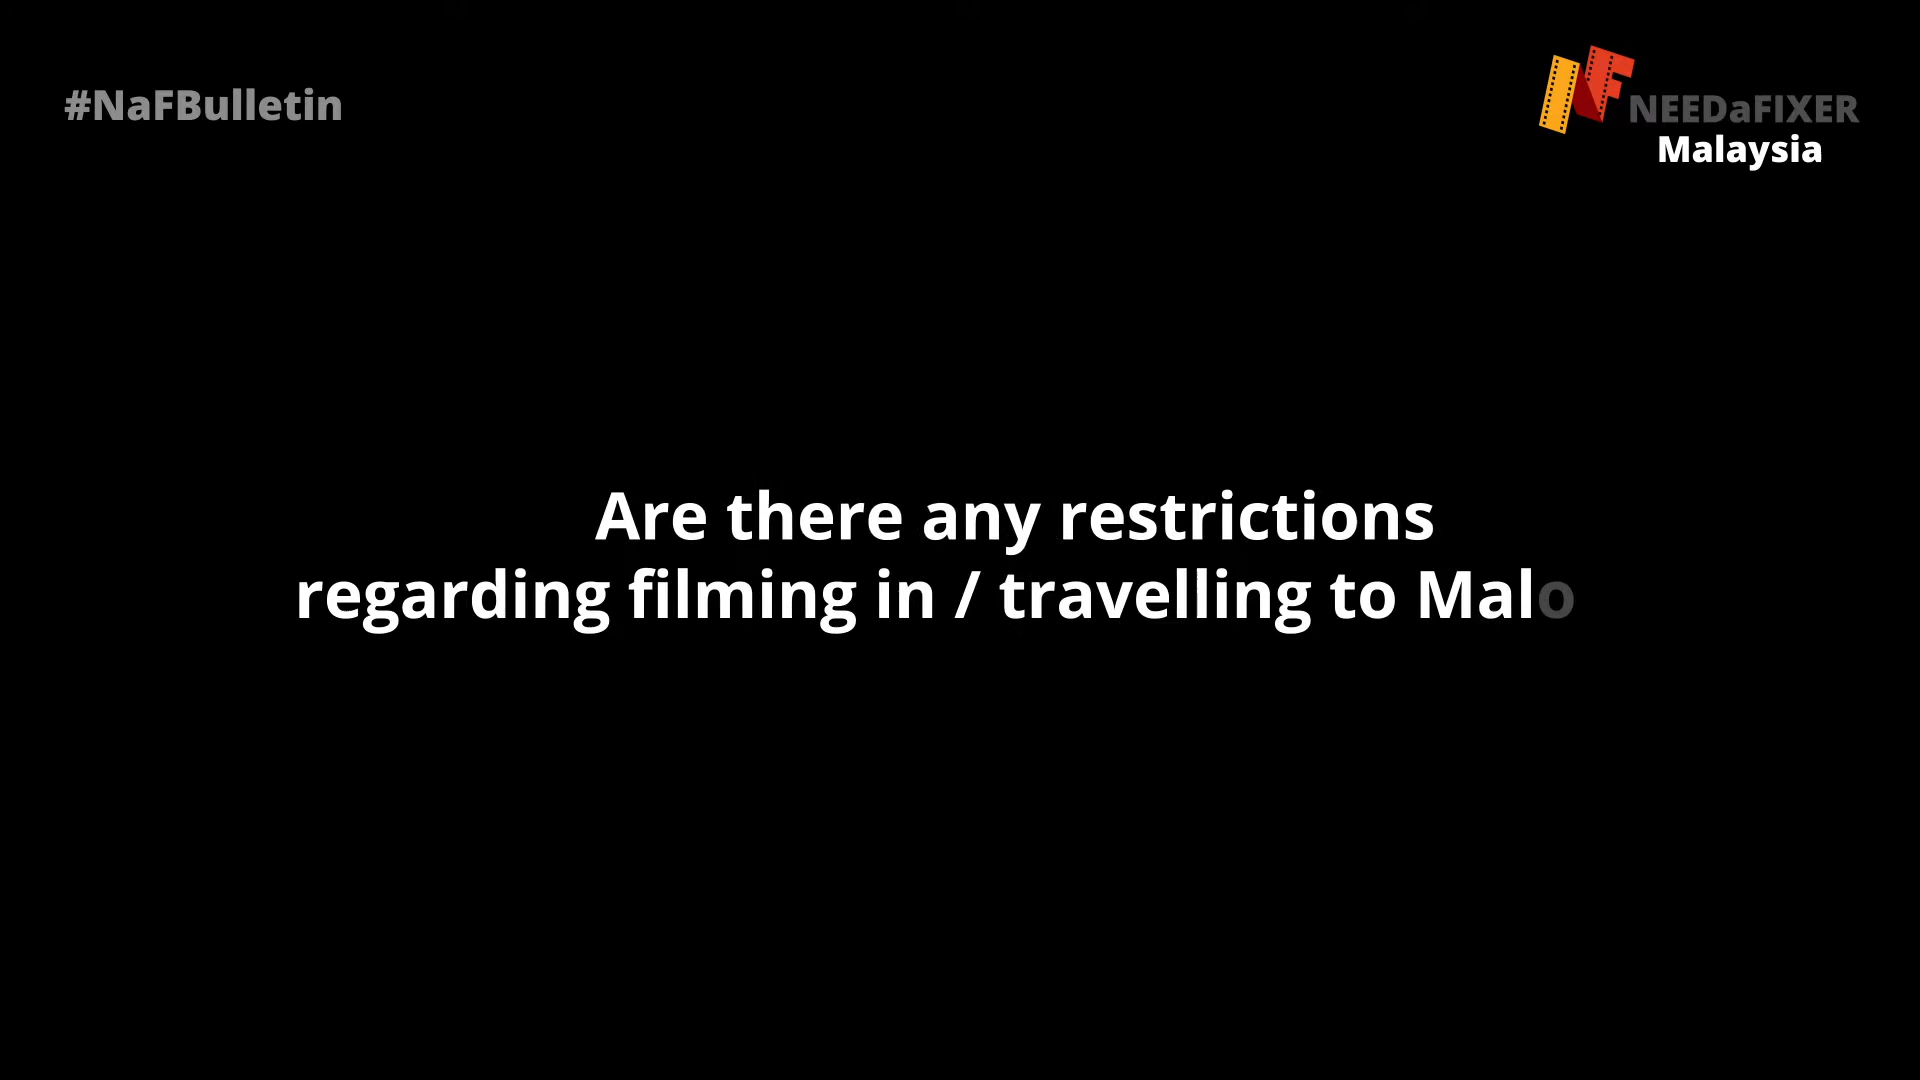 #NaFBulletin
NEEDaFIXER
Malaysia
Are there any restrictions
regarding filming in / travelling to Malo